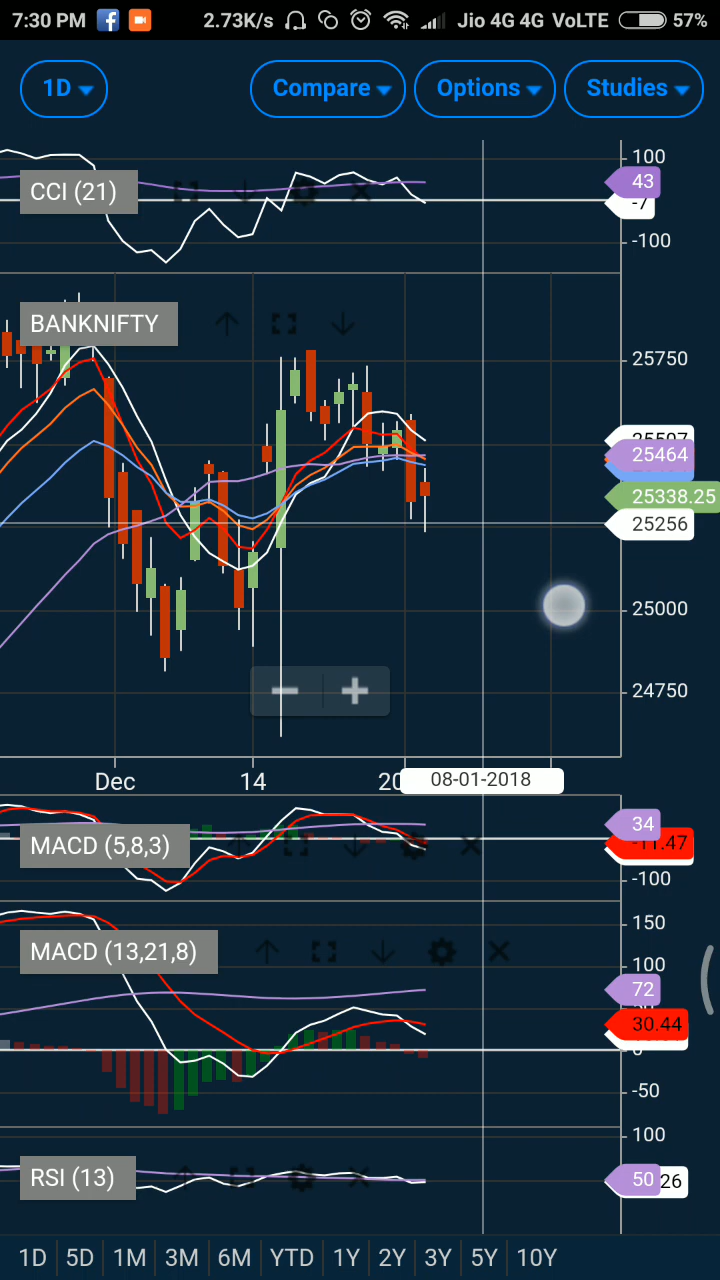 7:30 PM 2.73K/s Jio 4G 4G VoLTE 57%
1D Compare Options Studies
100
CCI (21)
43
-7
-100
BANKNIFTY
25750
25464
25338.25
25256
25000
24750
Dec 14 20 08-01-2018
34
MACD (5,8,3)
-11.47
-100
150
MACD (13,21,8)
100
72
30.44
0
-50
100
RSI (13)
50 26
1D 5D 1M 3M 6M YTD 1Y 2Y 3Y 5Y 10Y